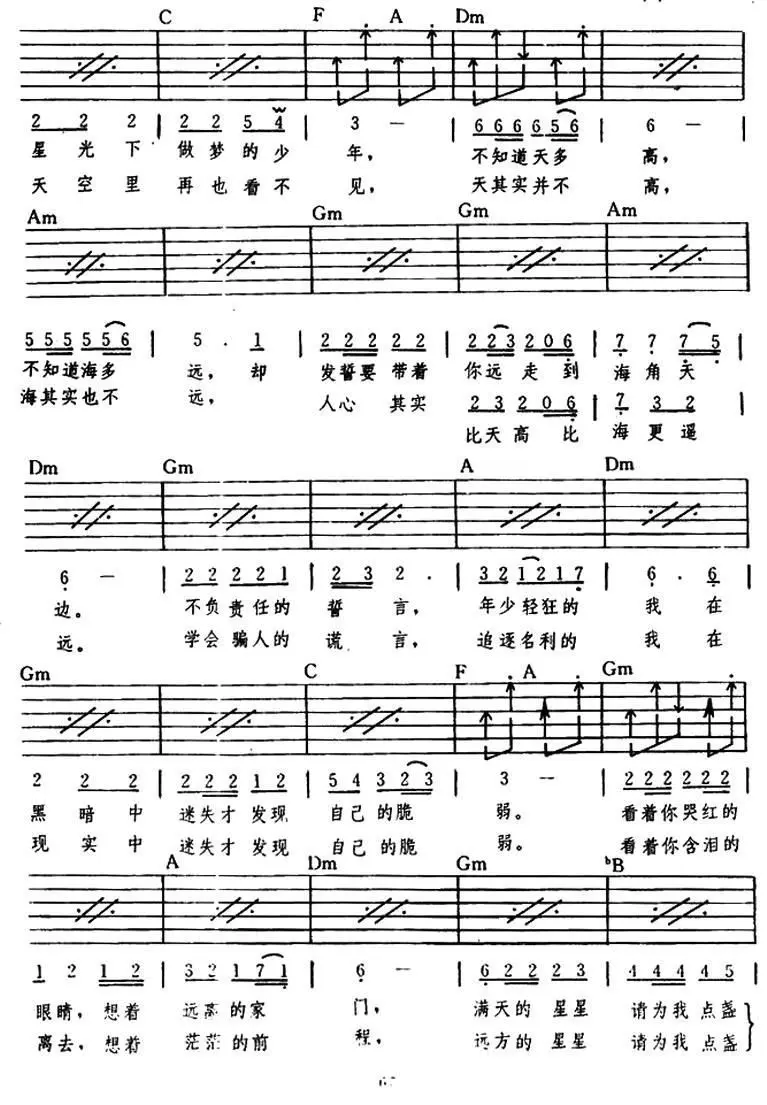 C F A Dm
2 2 2 | 2 2 5 4 | 3 — | 6 6 6 6 5 6 | 6 — |
星光下 做梦的少 年， 不知道天多 高，
天空里 再也看不 见， 天其实并不 高，
Am Gm Gm Am
5 5 5 5 5 6 | 5 · 1 | 2 2 2 2 2 | 2 2 3 2 0 6 | 7 7 7 5 |
不知道海多 远，却 发誓要带着 你远走到 海角天
海其实也不 远， 人心其实 2 3 2 0 6 | 7 3 2 |
比天高比 海更遥
Dm Gm A Dm
6 — | 2 2 2 2 1 | 2 3 2 · | 3 2 1 2 1 7 | 6 · 6 |
边。 不负责任的 誓言， 年少轻狂的 我在
远。 学会骗人的 谎言， 追逐名利的 我在
Gm C F A Gm
2 2 2 | 2 2 2 1 2 | 5 4 3 2 3 | 3 — | 2 2 2 2 2 2 |
黑暗中 迷失才发现 自己的脆 弱。 看着你哭红的
现实中 迷失才发现 自己的脆 弱。 看着你含泪的
A Dm Gm bB
1 2 1 2 | 3 2 1 7 1 | 6 — | 6 2 2 2 3 | 4 4 4 4 5 |
眼睛，想着 远离的家 门， 满天的星星 请为我点盏
离去，想着 茫茫的前 程， 远方的星星 请为我点盏